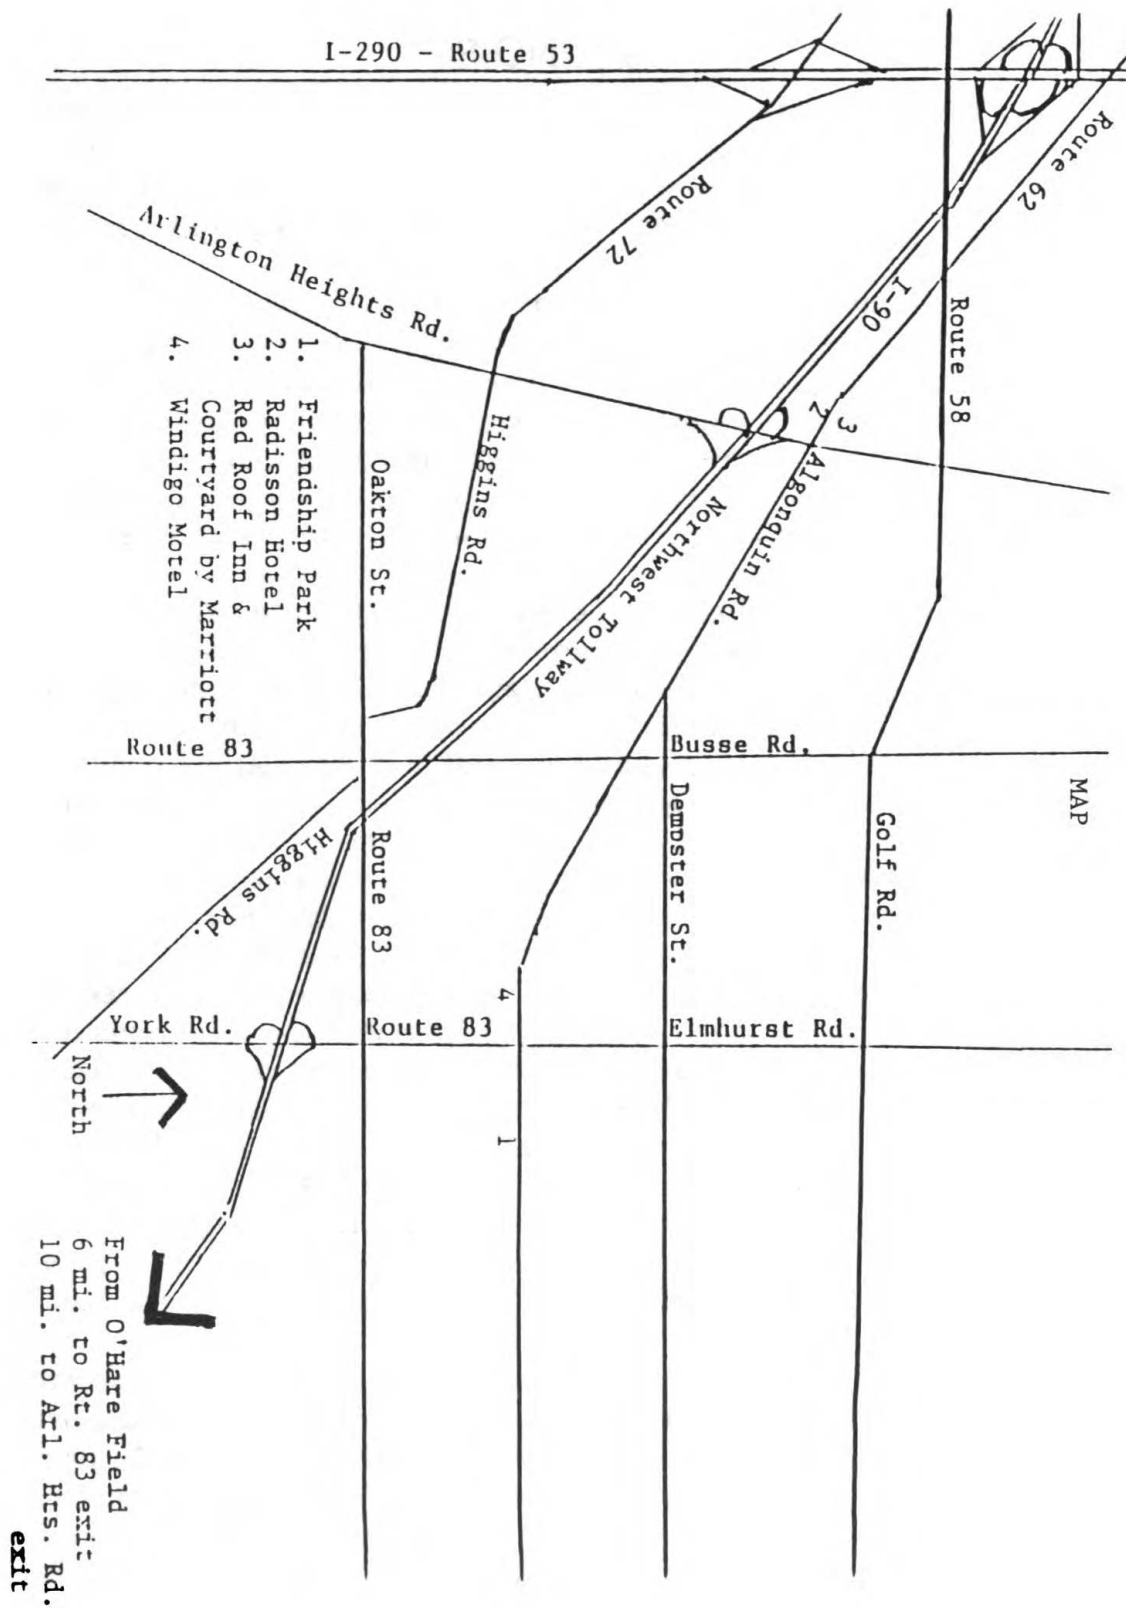 MAP
I-290 - Route 53
Route 62
Route 72
Route 58
I-90
Arlington Heights Rd.
3
2
Algonquin Rd.
Northwest Tollway
Higgins Rd.
Oakton St.
1. Friendship Park
2. Radisson Hotel
3. Red Roof Inn &
Courtyard by Marriott
4. Windigo Motel
Route 83
Busse Rd.
Golf Rd.
Dempster St.
Route 83
Higgins Rd.
4
York Rd.
Route 83
Elmhurst Rd.
1
North
From O'Hare Field
6 mi. to Rt. 83 exit
10 mi. to Arl. Hts. Rd.
exit